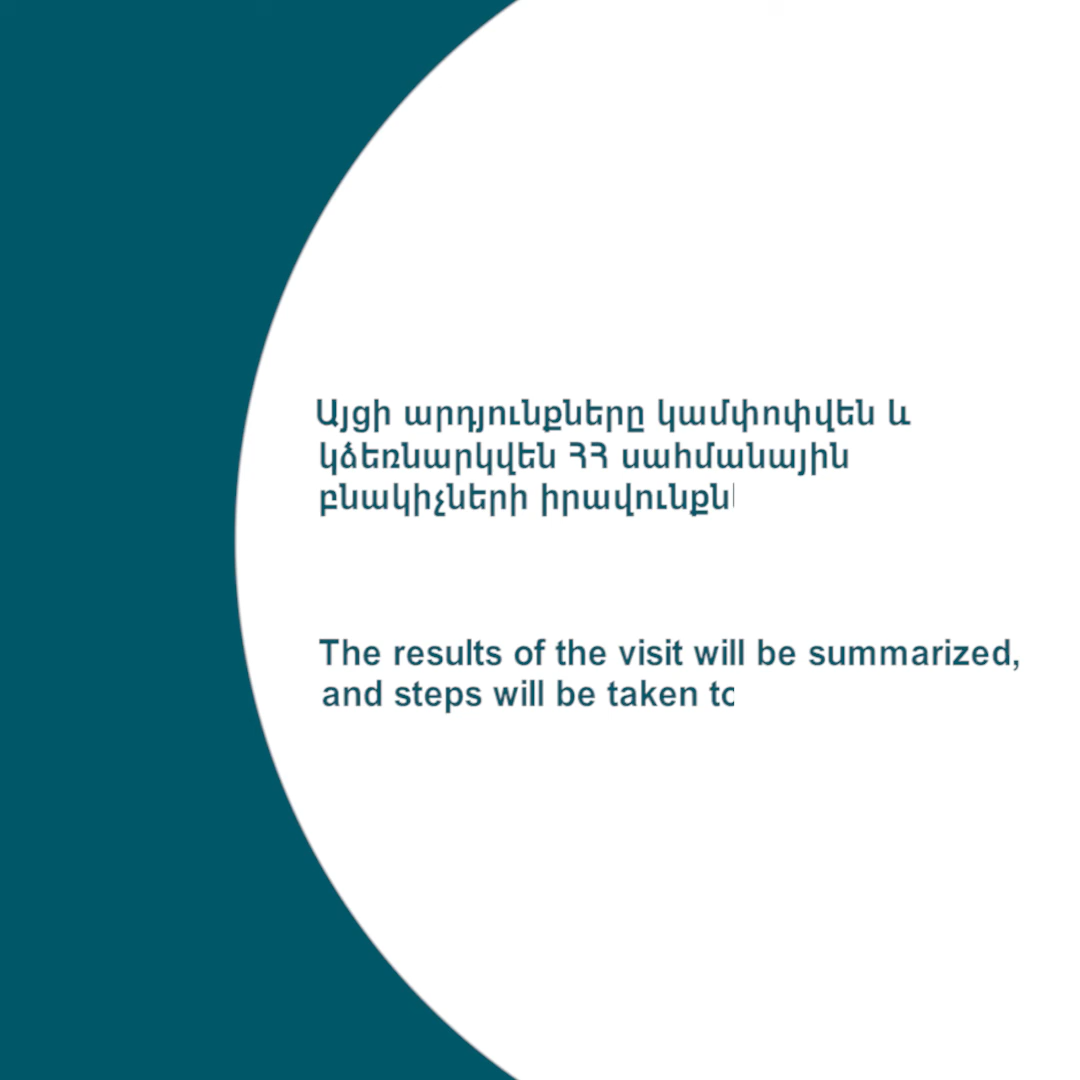 Այցի արդյունքները կամփոփվեն և
կձեռնարկվեն ՀՀ սահմանային
բնակիչների
The results of the visit will be summarized,
and steps will be taken to